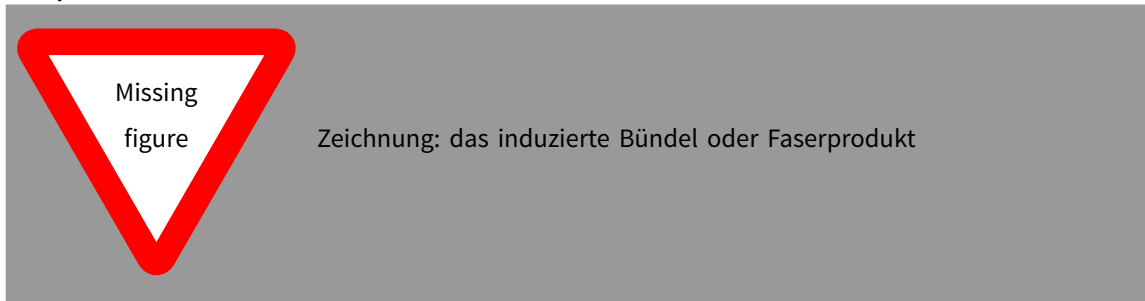 Missing
figure
Zeichnung: das induzierte Bündel oder Faserprodukt